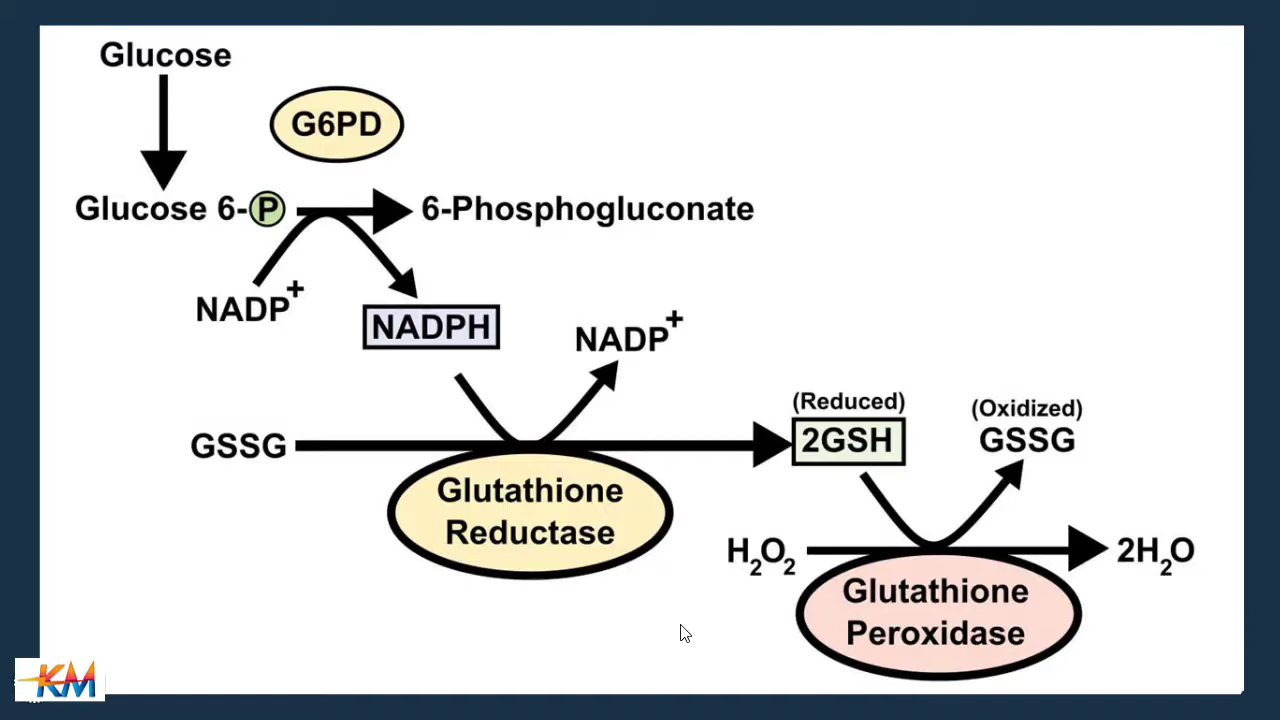 Glucose
G6PD
Glucose 6-P
6-Phosphogluconate
NADP+
NADPH
NADP+
(Reduced)
(Oxidized)
GSSG
2GSH
GSSG
Glutathione
Reductase
H₂O₂
2H₂O
Glutathione
Peroxidase
KM